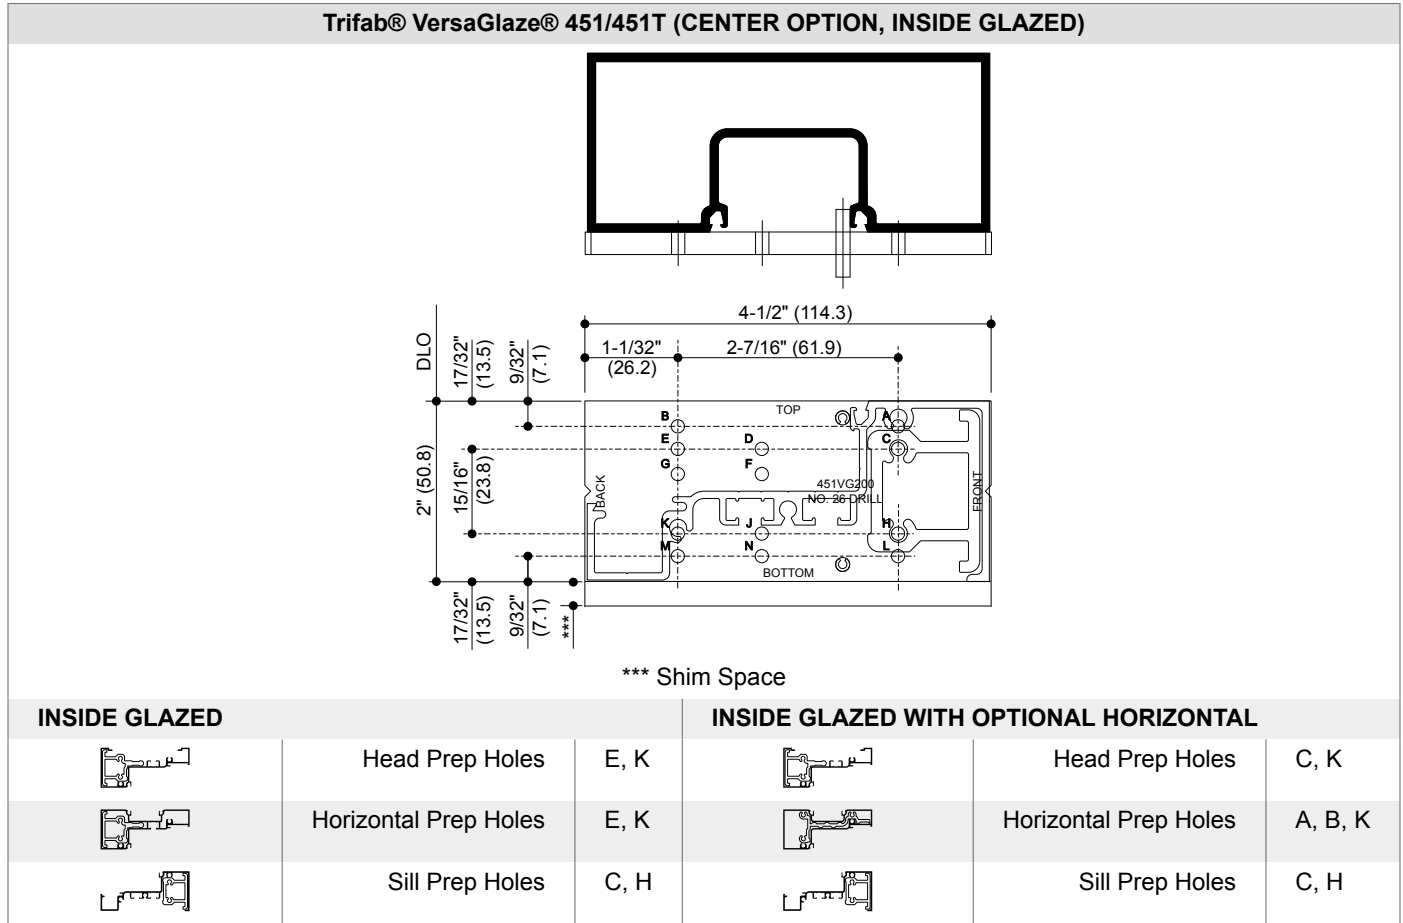 Trifab® VersaGlaze® 451/451T (CENTER OPTION, INSIDE GLAZED)
4-1/2" (114.3)
1-1/32"
(26.2)
2-7/16" (61.9)
DLO
17/32"
(13.5)
9/32"
(7.1)
TOP
B
A
E
D
C
G
F
2" (50.8)
15/16"
(23.8)
BACK
451VG200
NO. 26 DRILL
FRONT
K
J
H
M
N
L
BOTTOM
17/32"
(13.5)
9/32"
(7.1)
***
*** Shim Space
INSIDE GLAZED
INSIDE GLAZED WITH OPTIONAL HORIZONTAL
Head Prep Holes E, K
Head Prep Holes C, K
Horizontal Prep Holes E, K
Horizontal Prep Holes A, B, K
Sill Prep Holes C, H
Sill Prep Holes C, H